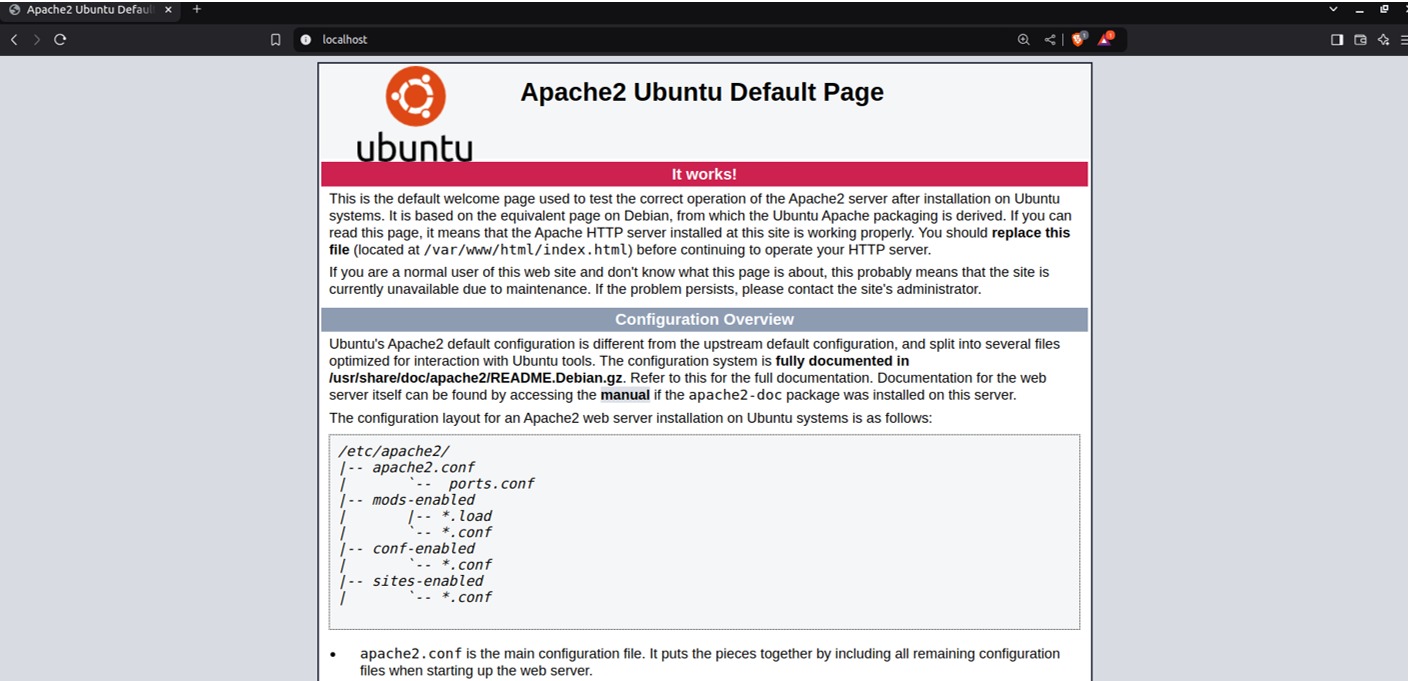 Apache2 Ubuntu Defaul
localhost
1
1
ubuntu
Apache2 Ubuntu Default Page
It works!
This is the default welcome page used to test the correct operation of the Apache2 server after installation on Ubuntu
systems. It is based on the equivalent page on Debian, from which the Ubuntu Apache packaging is derived. If you can
read this page, it means that the Apache HTTP server installed at this site is working properly. You should replace this
file (located at /var/www/html/index.html) before continuing to operate your HTTP server.
If you are a normal user of this web site and don't know what this page is about, this probably means that the site is
currently unavailable due to maintenance. If the problem persists, please contact the site's administrator.
Configuration Overview
Ubuntu's Apache2 default configuration is different from the upstream default configuration, and split into several files
optimized for interaction with Ubuntu tools. The configuration system is fully documented in
/usr/share/doc/apache2/README.Debian.gz. Refer to this for the full documentation. Documentation for the web
server itself can be found by accessing the manual if the apache2-doc package was installed on this server.
The configuration layout for an Apache2 web server installation on Ubuntu systems is as follows:
/etc/apache2/
|-- apache2.conf
|       `--  ports.conf
|-- mods-enabled
|       |-- *.load
|       `-- *.conf
|-- conf-enabled
|       `-- *.conf
|-- sites-enabled
|       `-- *.conf
• apache2.conf is the main configuration file. It puts the pieces together by including all remaining configuration
files when starting up the web server.